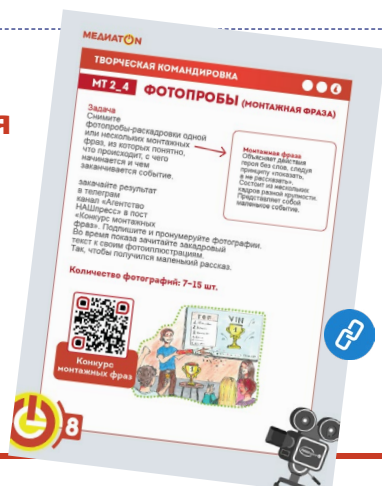 я
МЕДИАТОN
ТВОРЧЕСКАЯ КОМАНДИРОВКА
МТ 2_4
ФОТОПРОБЫ (МОНТАЖНАЯ ФРАЗА)
Задача
Снимите
фотопробы-раскадровки одной
или нескольких монтажных
фраз, из которых понятно,
что происходит, с чего
начинается и чем
заканчивается событие.
Монтажная фраза
Объясняет действия
героя без слов, следуя
принципу «показать,
а не рассказать».
Состоит из нескольких
кадров разной крупности.
Представляет собой
маленькое событие.
закачайте результат
в телеграм
канал «Агентство
НАШпресс» в пост
«Конкурс монтажных
фраз». Подпишите и пронумеруйте фотографии.
Во время показа зачитайте закадровый
текст к своим фотоиллюстрациям.
Так, чтобы получился маленький рассказ.
Количество фотографий: 7–15 шт.
Конкурс
монтажных фраз
8